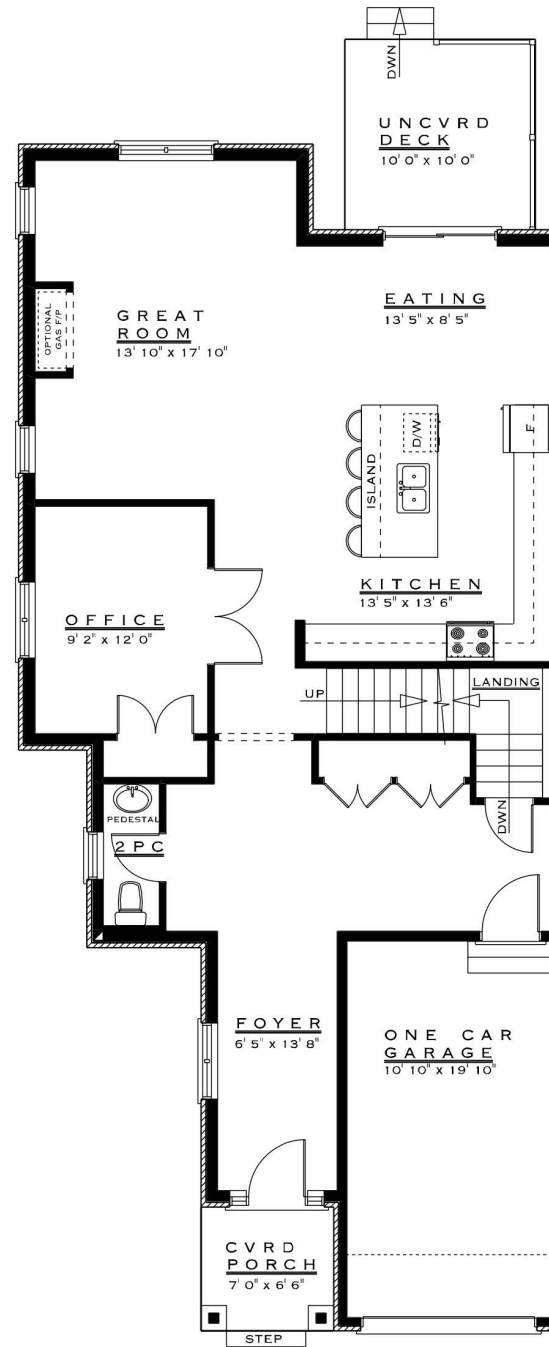 DWN
UNCVRD
DECK
10' 0" x 10' 0"
EATING
13' 5" x 8' 5"
GREAT
ROOM
13' 10" x 17' 10"
OPTIONAL
GAS F/P
D/W
F
ISLAND
KITCHEN
13' 5" x 13' 6"
OFFICE
9' 2" x 12' 0"
UP
LANDING
DWN
PEDESTAL
2PC
FOYER
6' 5" x 13' 8"
ONE CAR
GARAGE
10' 10" x 19' 10"
CVRD
PORCH
7' 0" x 6' 6"
STEP